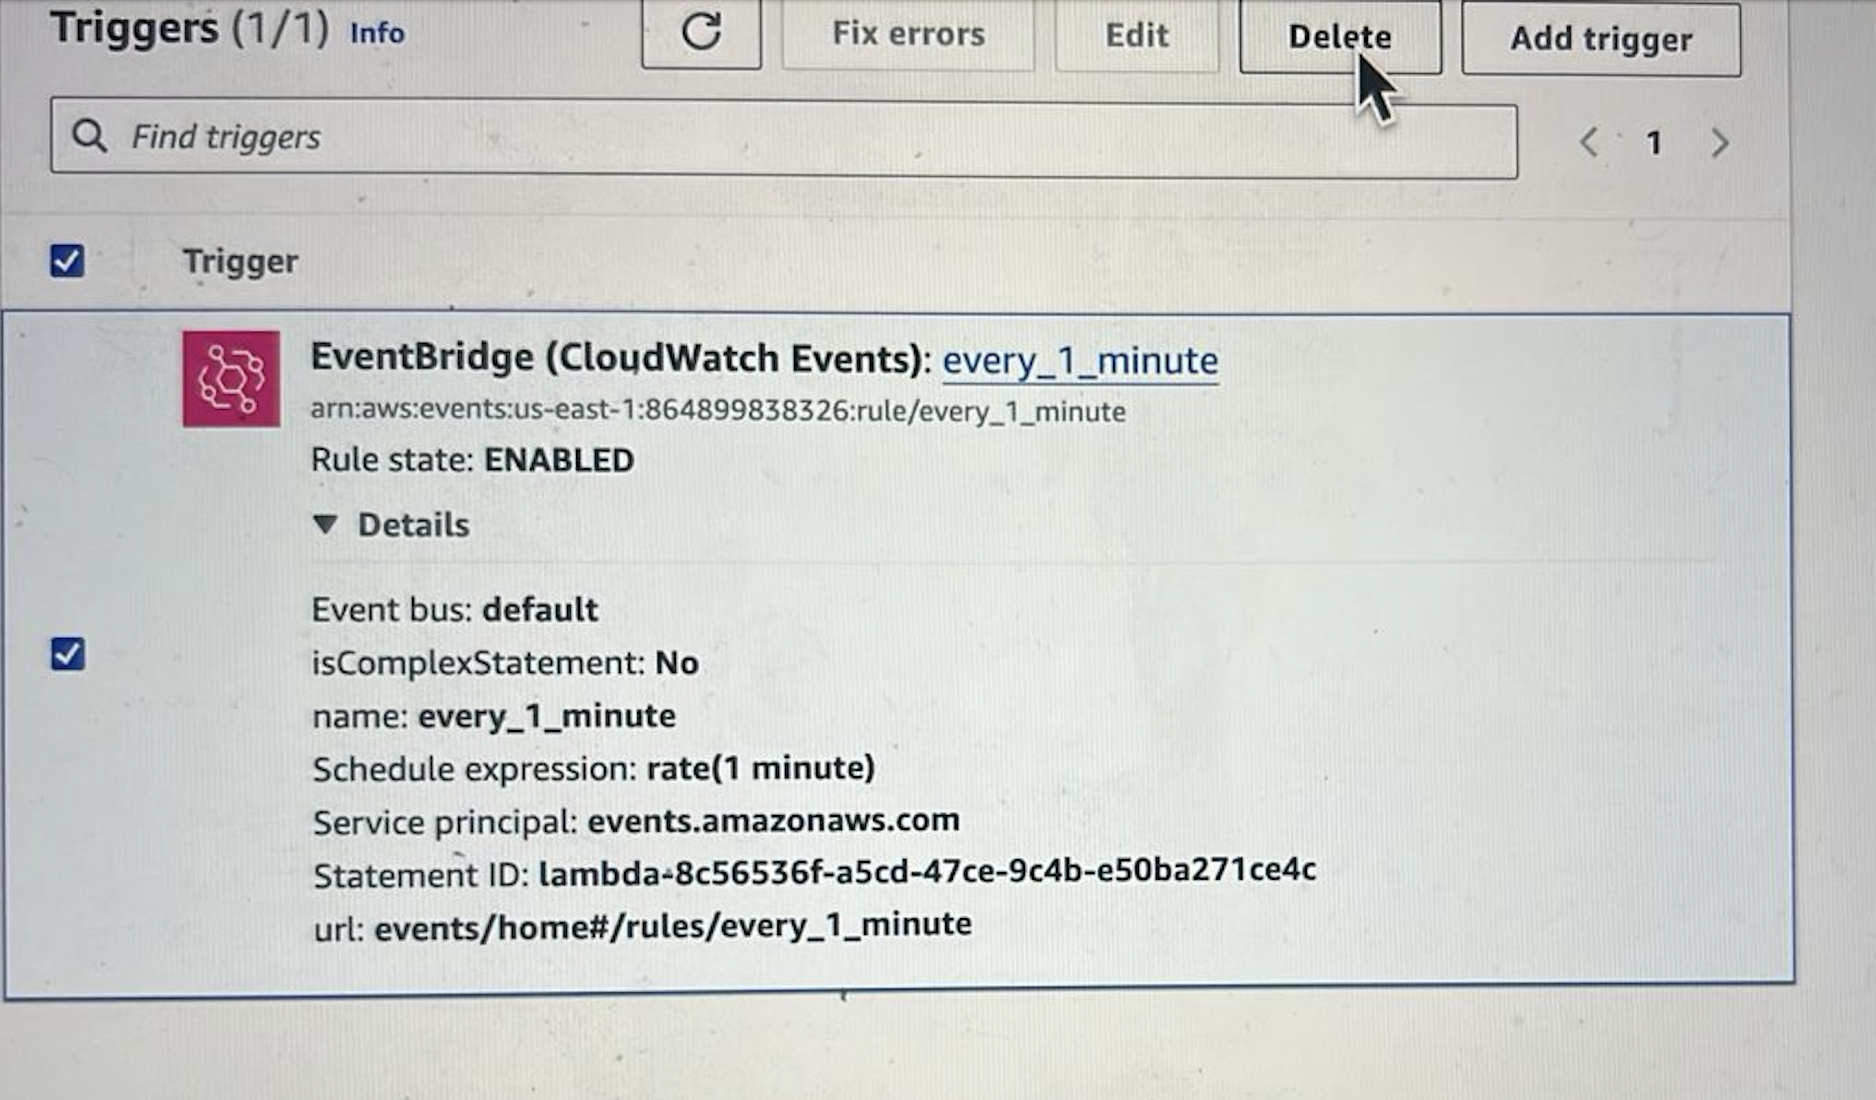 Triggers (1/1) Info Fix errors Edit Delete Add trigger
Find triggers 1
Trigger
EventBridge (CloudWatch Events): every_1_minute
arn:aws:events:us-east-1:864899838326:rule/every_1_minute
Rule state: ENABLED
Details
Event bus: default
isComplexStatement: No
name: every_1_minute
Schedule expression: rate(1 minute)
Service principal: events.amazonaws.com
Statement ID: lambda-8c56536f-a5cd-47ce-9c4b-e50ba271ce4c
url: events/home#/rules/every_1_minute